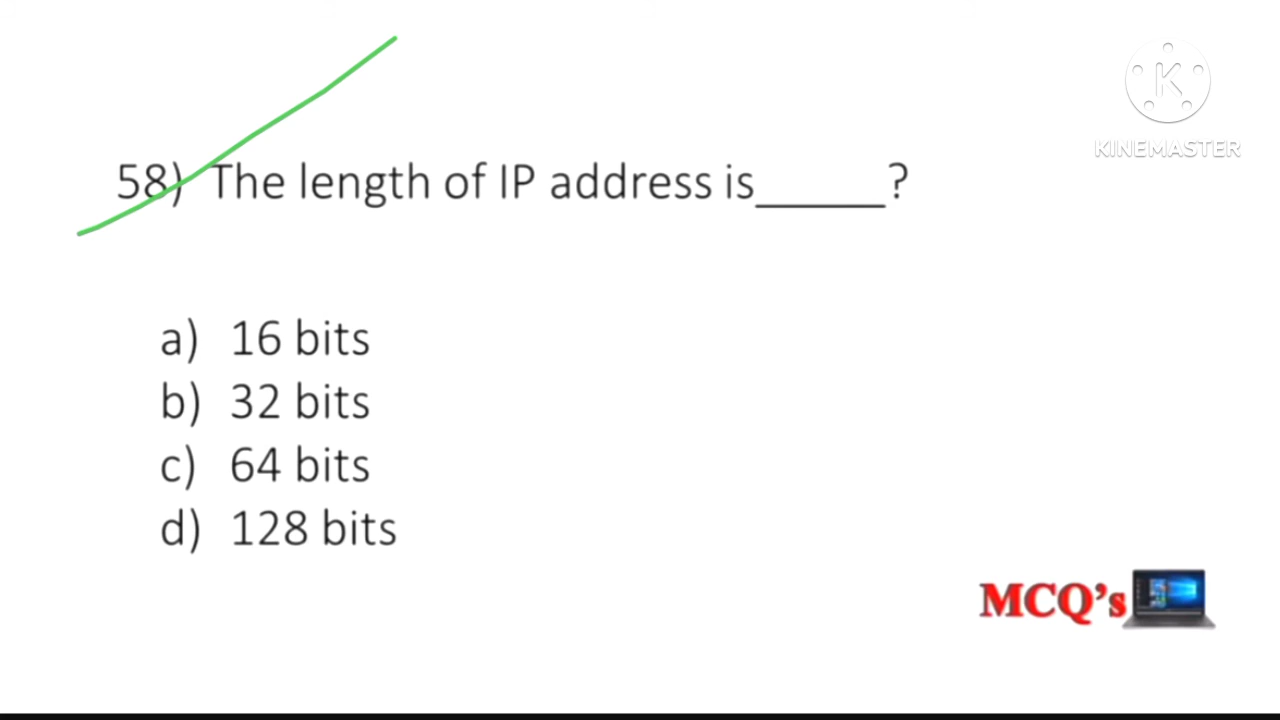 K
KINEMASTER
58) The length of IP address is______?
a) 16 bits
b) 32 bits
c) 64 bits
d) 128 bits
MCQ's